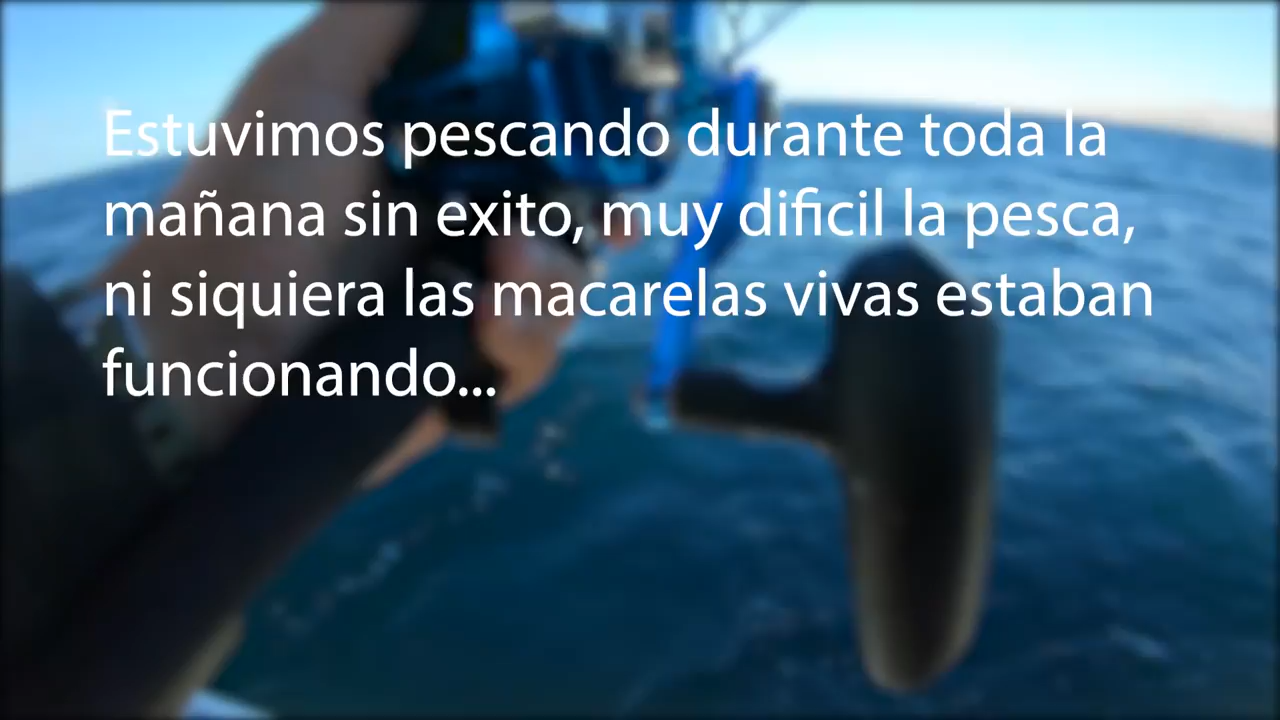 Estuvimos pescando durante toda la
mañana sin exito, muy dificil la pesca,
ni siquiera las macarelas vivas estaban
funcionando...